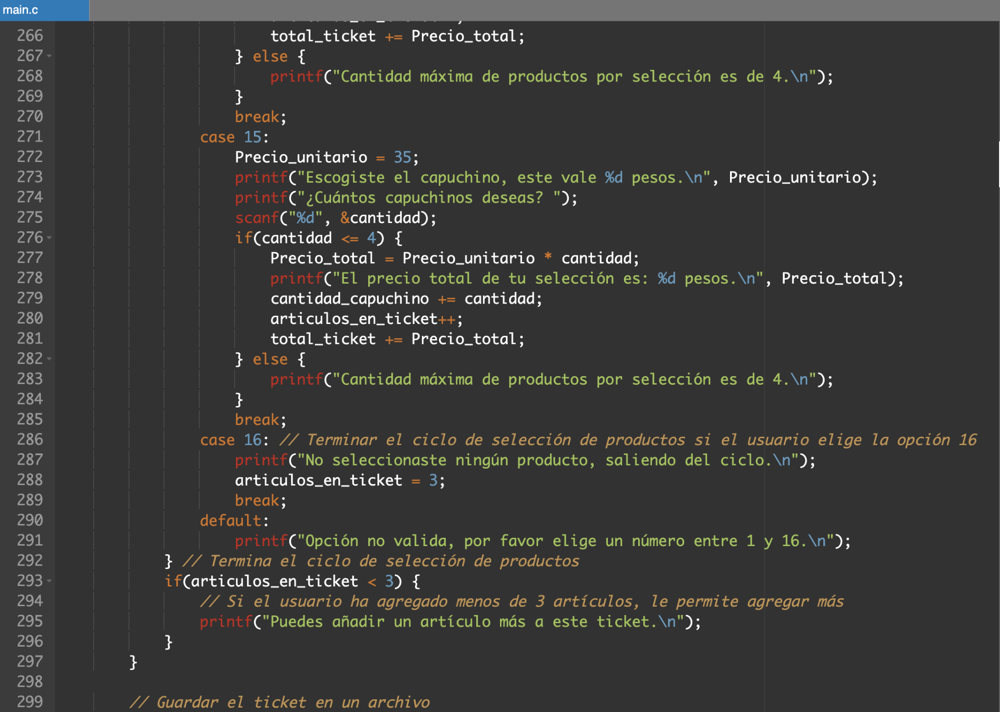 main.c
266 total_ticket += Precio_total;
267 } else {
268 printf("Cantidad máxima de productos por selección es de 4.\n");
269 }
270 break;
271 case 15:
272 Precio_unitario = 35;
273 printf("Escogiste el capuchino, este vale %d pesos.\n", Precio_unitario);
274 printf("¿Cuántos capuchinos deseas? ");
275 scanf("%d", &cantidad);
276 if(cantidad <= 4) {
277 Precio_total = Precio_unitario * cantidad;
278 printf("El precio total de tu selección es: %d pesos.\n", Precio_total);
279 cantidad_capuchino += cantidad;
280 articulos_en_ticket++;
281 total_ticket += Precio_total;
282 } else {
283 printf("Cantidad máxima de productos por selección es de 4.\n");
284 }
285 break;
286 case 16: // Terminar el ciclo de selección de productos si el usuario elige la opción 16
287 printf("No seleccionaste ningún producto, saliendo del ciclo.\n");
288 articulos_en_ticket = 3;
289 break;
290 default:
291 printf("Opción no valida, por favor elige un número entre 1 y 16.\n");
292 } // Termina el ciclo de selección de productos
293 if(articulos_en_ticket < 3) {
294 // Si el usuario ha agregado menos de 3 artículos, le permite agregar más
295 printf("Puedes añadir un artículo más a este ticket.\n");
296 }
297 }
298
299 // Guardar el ticket en un archivo